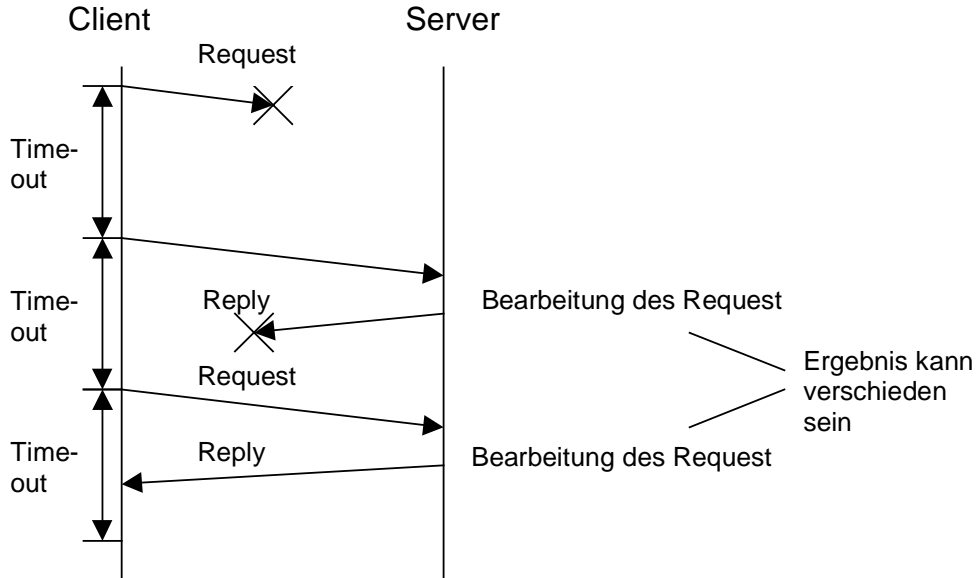 Client
Server
Request
Time-
out
Time-
out
Reply
Bearbeitung des Request
Request
Ergebnis kann
verschieden
sein
Time-
out
Reply
Bearbeitung des Request